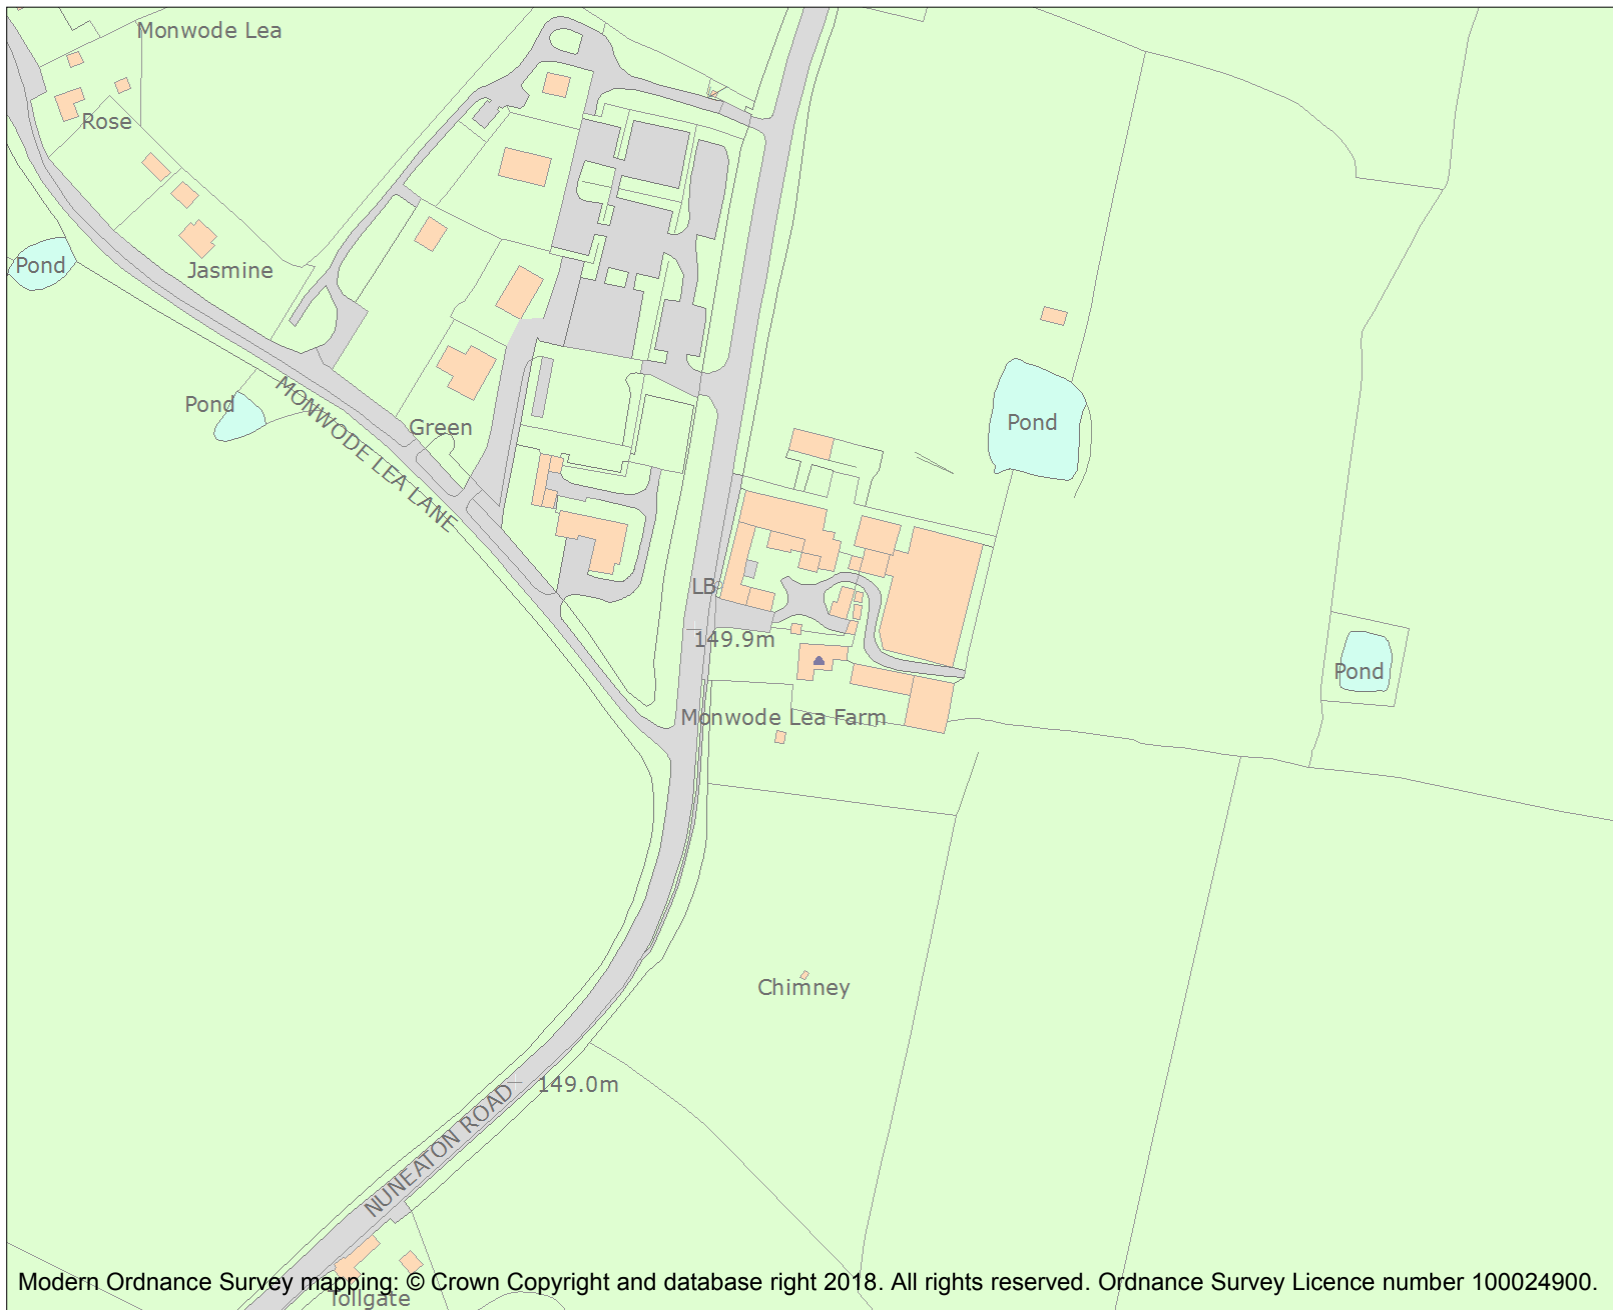 Monwode Lea
Rose
Jasmine
Pond
Pond
MONWODE LEA LANE
Green
Pond
LB
149.9m
Pond
Monwode Lea Farm
Chimney
149.0m
NUNEATON ROAD
Modern Ordnance Survey mapping: © Crown Copyright and database right 2018. All rights reserved. Ordnance Survey Licence number 100024900.
Tollgate